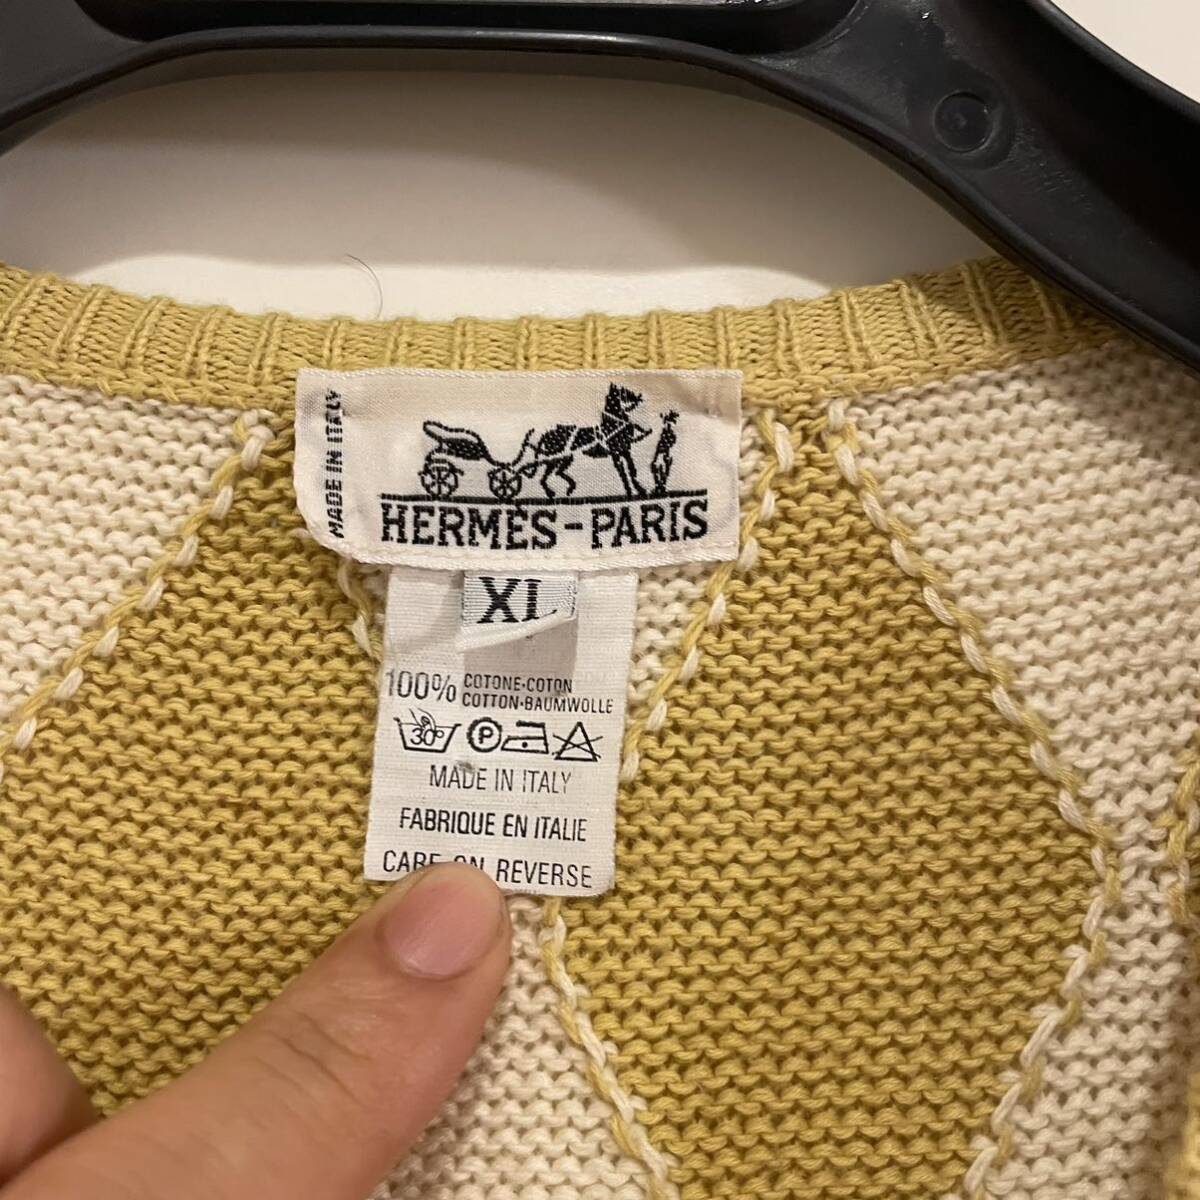 MADE IN ITALY
HERMÈS-PARIS
XL
100% COTONE·COTON
COTTON·BAUMWOLLE
30° P
MADE IN ITALY
FABRIQUE EN ITALIE
CARE ON REVERSE